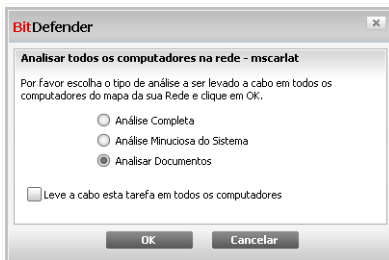 BitDefender
Analisar todos os computadores na rede - mscarlat
Por favor escolha o tipo de análise a ser levado a cabo em todos os
computadores do mapa da sua Rede e clique em OK.
Análise Completa
Análise Minuciosa do Sistema
Analisar Documentos
Leve a cabo esta tarefa em todos os computadores
OK Cancelar